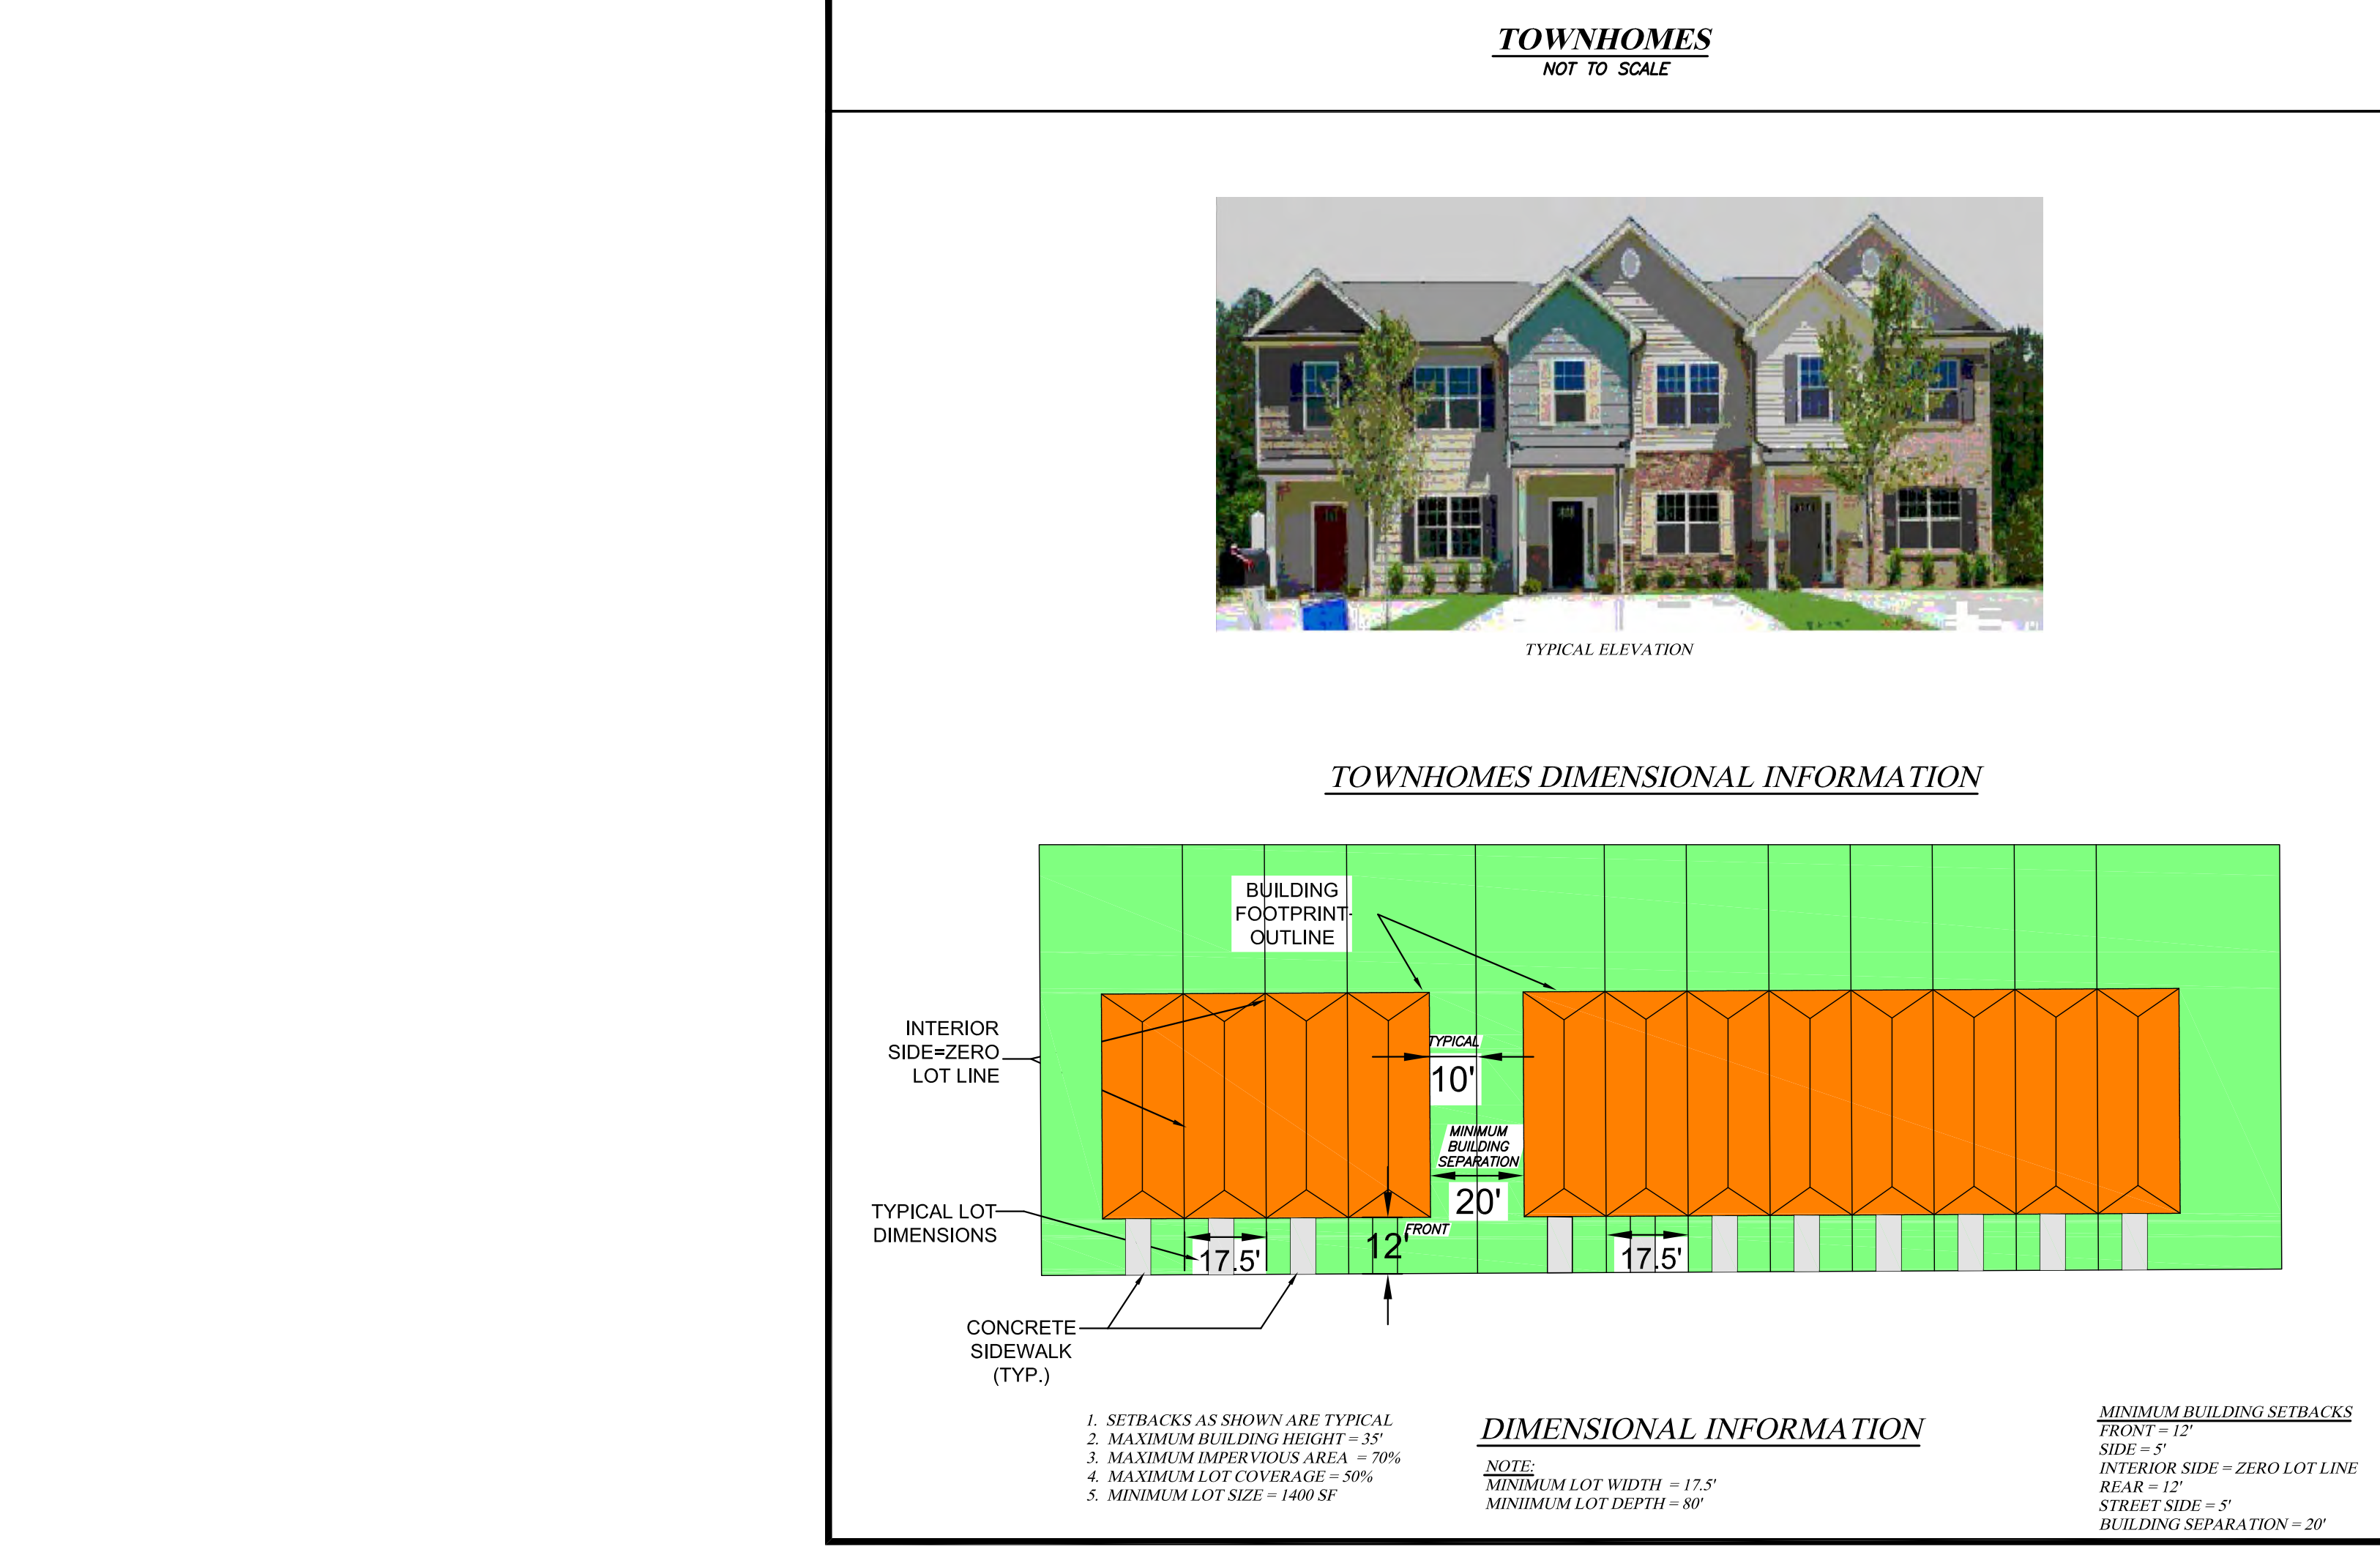 TOWNHOMES
NOT TO SCALE
TYPICAL ELEVATION
TOWNHOMES DIMENSIONAL INFORMATION
BUILDING
FOOTPRINT
OUTLINE
INTERIOR
SIDE=ZERO
LOT LINE
TYPICAL
10'
MINIMUM
BUILDING
SEPARATION
20'
TYPICAL LOT
DIMENSIONS
17.5'
12'
FRONT
17.5'
CONCRETE
SIDEWALK
(TYP.)
1. SETBACKS AS SHOWN ARE TYPICAL
2. MAXIMUM BUILDING HEIGHT = 35'
3. MAXIMUM IMPERVIOUS AREA = 70%
4. MAXIMUM LOT COVERAGE = 50%
5. MINIMUM LOT SIZE = 1400 SF
DIMENSIONAL INFORMATION
NOTE:
MINIMUM LOT WIDTH = 17.5'
MINIIMUM LOT DEPTH = 80'
MINIMUM BUILDING SETBACKS
FRONT = 12'
SIDE = 5'
INTERIOR SIDE = ZERO LOT LINE
REAR = 12'
STREET SIDE = 5'
BUILDING SEPARATION = 20'